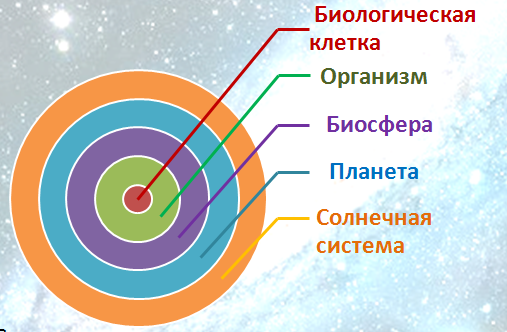 Биологическая
клетка
Организм
Биосфера
Планета
Солнечная
система